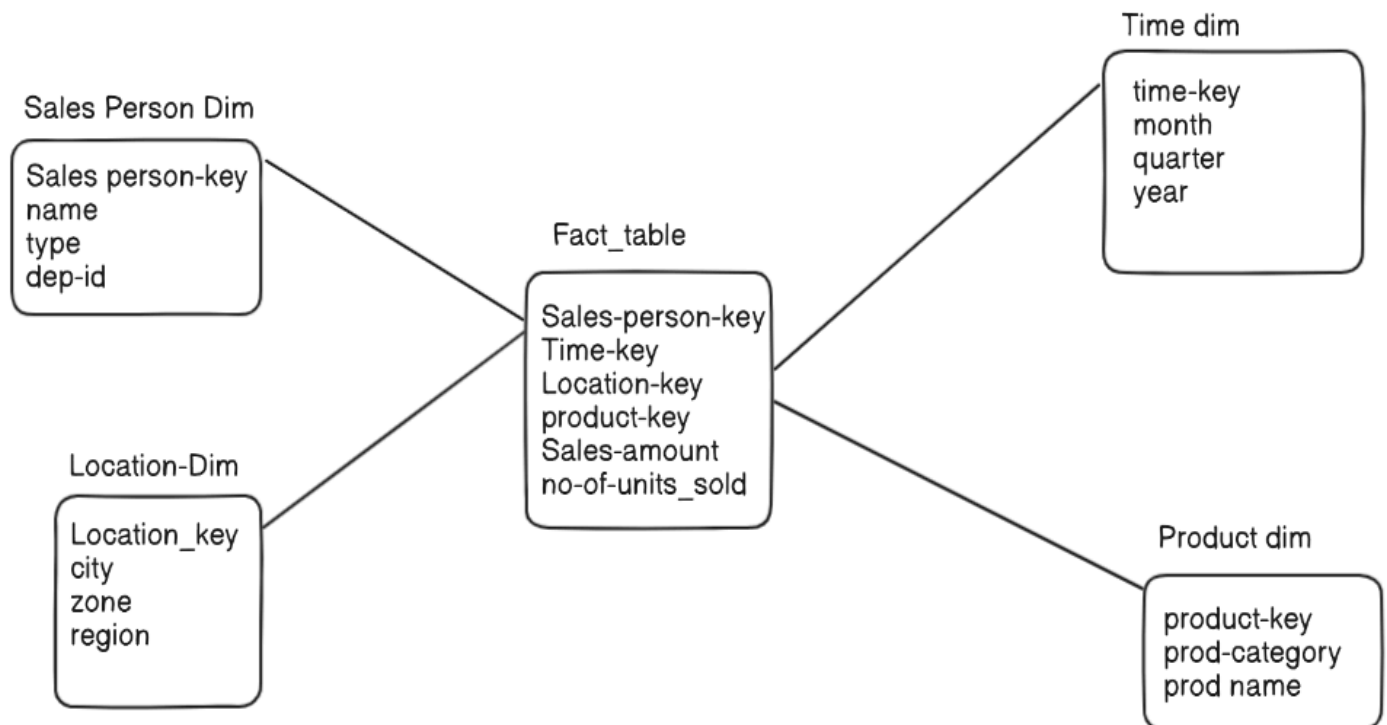 Sales Person Dim
Sales person-key
name
type
dep-id
Location-Dim
Location_key
city
zone
region
Fact_table
Sales-person-key
Time-key
Location-key
product-key
Sales-amount
no-of-units_sold
Time dim
time-key
month
quarter
year
Product dim
product-key
prod-category
prod name